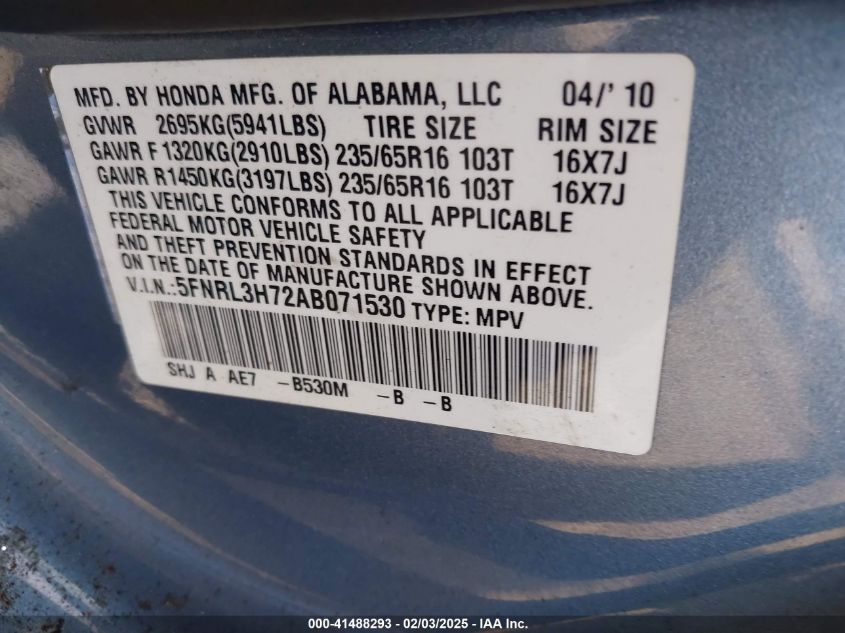 MFD. BY HONDA MFG. OF ALABAMA, LLC 04/' 10
GVWR 2695KG(5941LBS) TIRE SIZE RIM SIZE
GAWR F 1320KG(2910LBS) 235/65R16 103T 16X7J
GAWR R1450KG(3197LBS) 235/65R16 103T 16X7J
THIS VEHICLE CONFORMS TO ALL APPLICABLE
FEDERAL MOTOR VEHICLE SAFETY
AND THEFT PREVENTION STANDARDS IN EFFECT
ON THE DATE OF MANUFACTURE SHOWN ABOVE.
V.I.N.:5FNRL3H72AB071530 TYPE: MPV
SHJ A AE7 -B530M -B -B
000-41488293 - 02/03/2025 - IAA Inc.